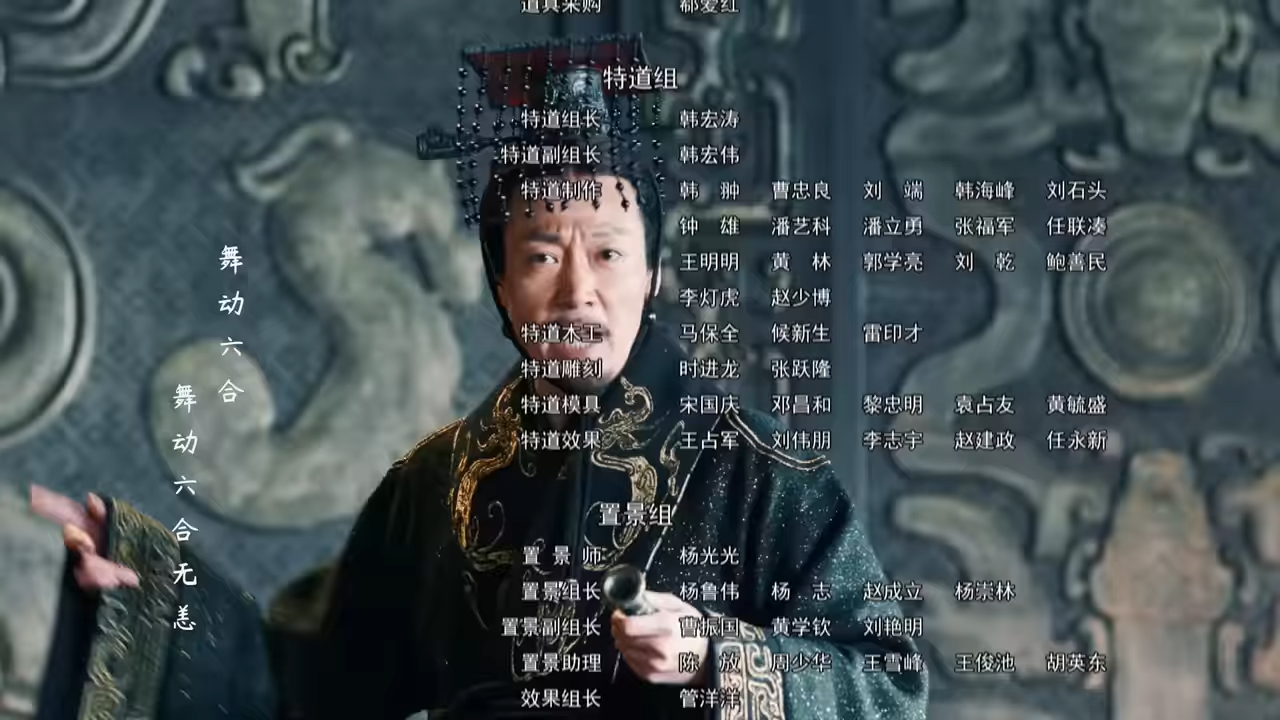 道具采购 郗爱红
特道组
特道组长 韩宏涛
特道副组长 韩宏伟
特道制作 韩翀 曹忠良 刘端 韩海峰 刘石头
钟雄 潘艺科 潘立勇 张福军 任联凑
王明明 黄林 郭学亮 刘乾 鲍善民
李灯虎 赵少博
特道木工 马保全 候新生 雷印才
特道雕刻 时进龙 张跃隆
特道模具 宋国庆 邓昌和 黎忠明 袁占友 黄毓盛
特道效果 王占军 刘伟朋 李志宇 赵建政 任永新
置景组
置景师 杨光光
置景组长 杨鲁伟 杨志 赵成立 杨崇林
置景副组长 曹振国 黄学钦 刘艳明
置景助理 陈放 周少华 王雪峰 王俊池 胡英东
效果组长 管洋洋
舞动六合
舞动六合无恙